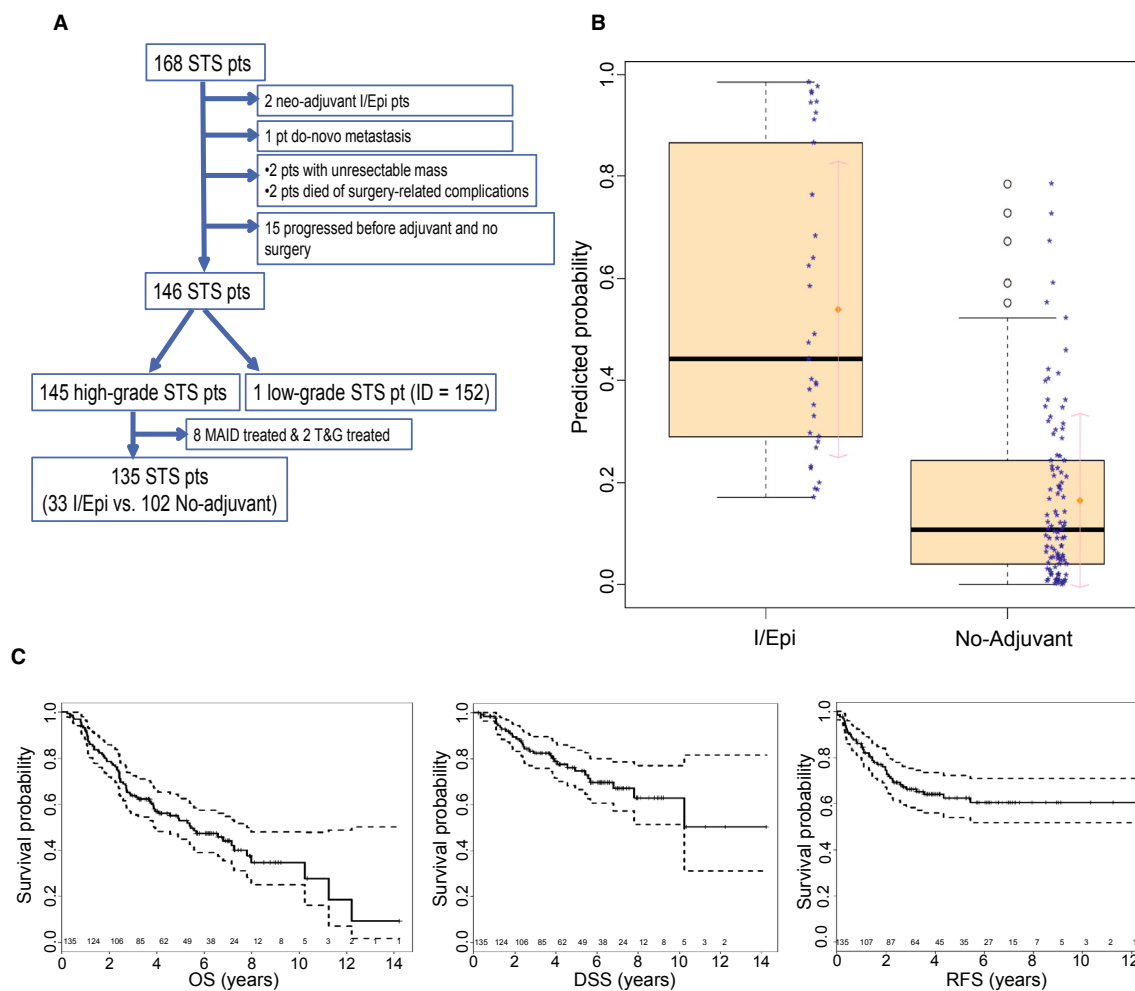 A
168 STS pts
2 neo-adjuvant I/Epi pts
1 pt do-novo metastasis
•2 pts with unresectable mass
•2 pts died of surgery-related complications
15 progressed before adjuvant and no
surgery
146 STS pts
145 high-grade STS pts
1 low-grade STS pt (ID = 152)
8 MAID treated & 2 T&G treated
135 STS pts
(33 I/Epi vs. 102 No-adjuvant)
B
Predicted probability
1.0
0.8
0.6
0.4
0.2
0.0
I/Epi
No-Adjuvant
C
Survival probability
1.0
0.8
0.6
0.4
0.2
0.0
135 124 106 85 62 49 38 24 12 8 5 3 2 1 1
0 2 4 6 8 10 12 14
OS (years)
Survival probability
1.0
0.8
0.6
0.4
0.2
0.0
135 124 106 85 62 49 38 24 12 8 5 3 2
0 2 4 6 8 10 12 14
DSS (years)
Survival probability
1.0
0.8
0.6
0.4
0.2
0.0
135 107 87 64 45 35 27 15 7 5 3 2 1
0 2 4 6 8 10 12
RFS (years)